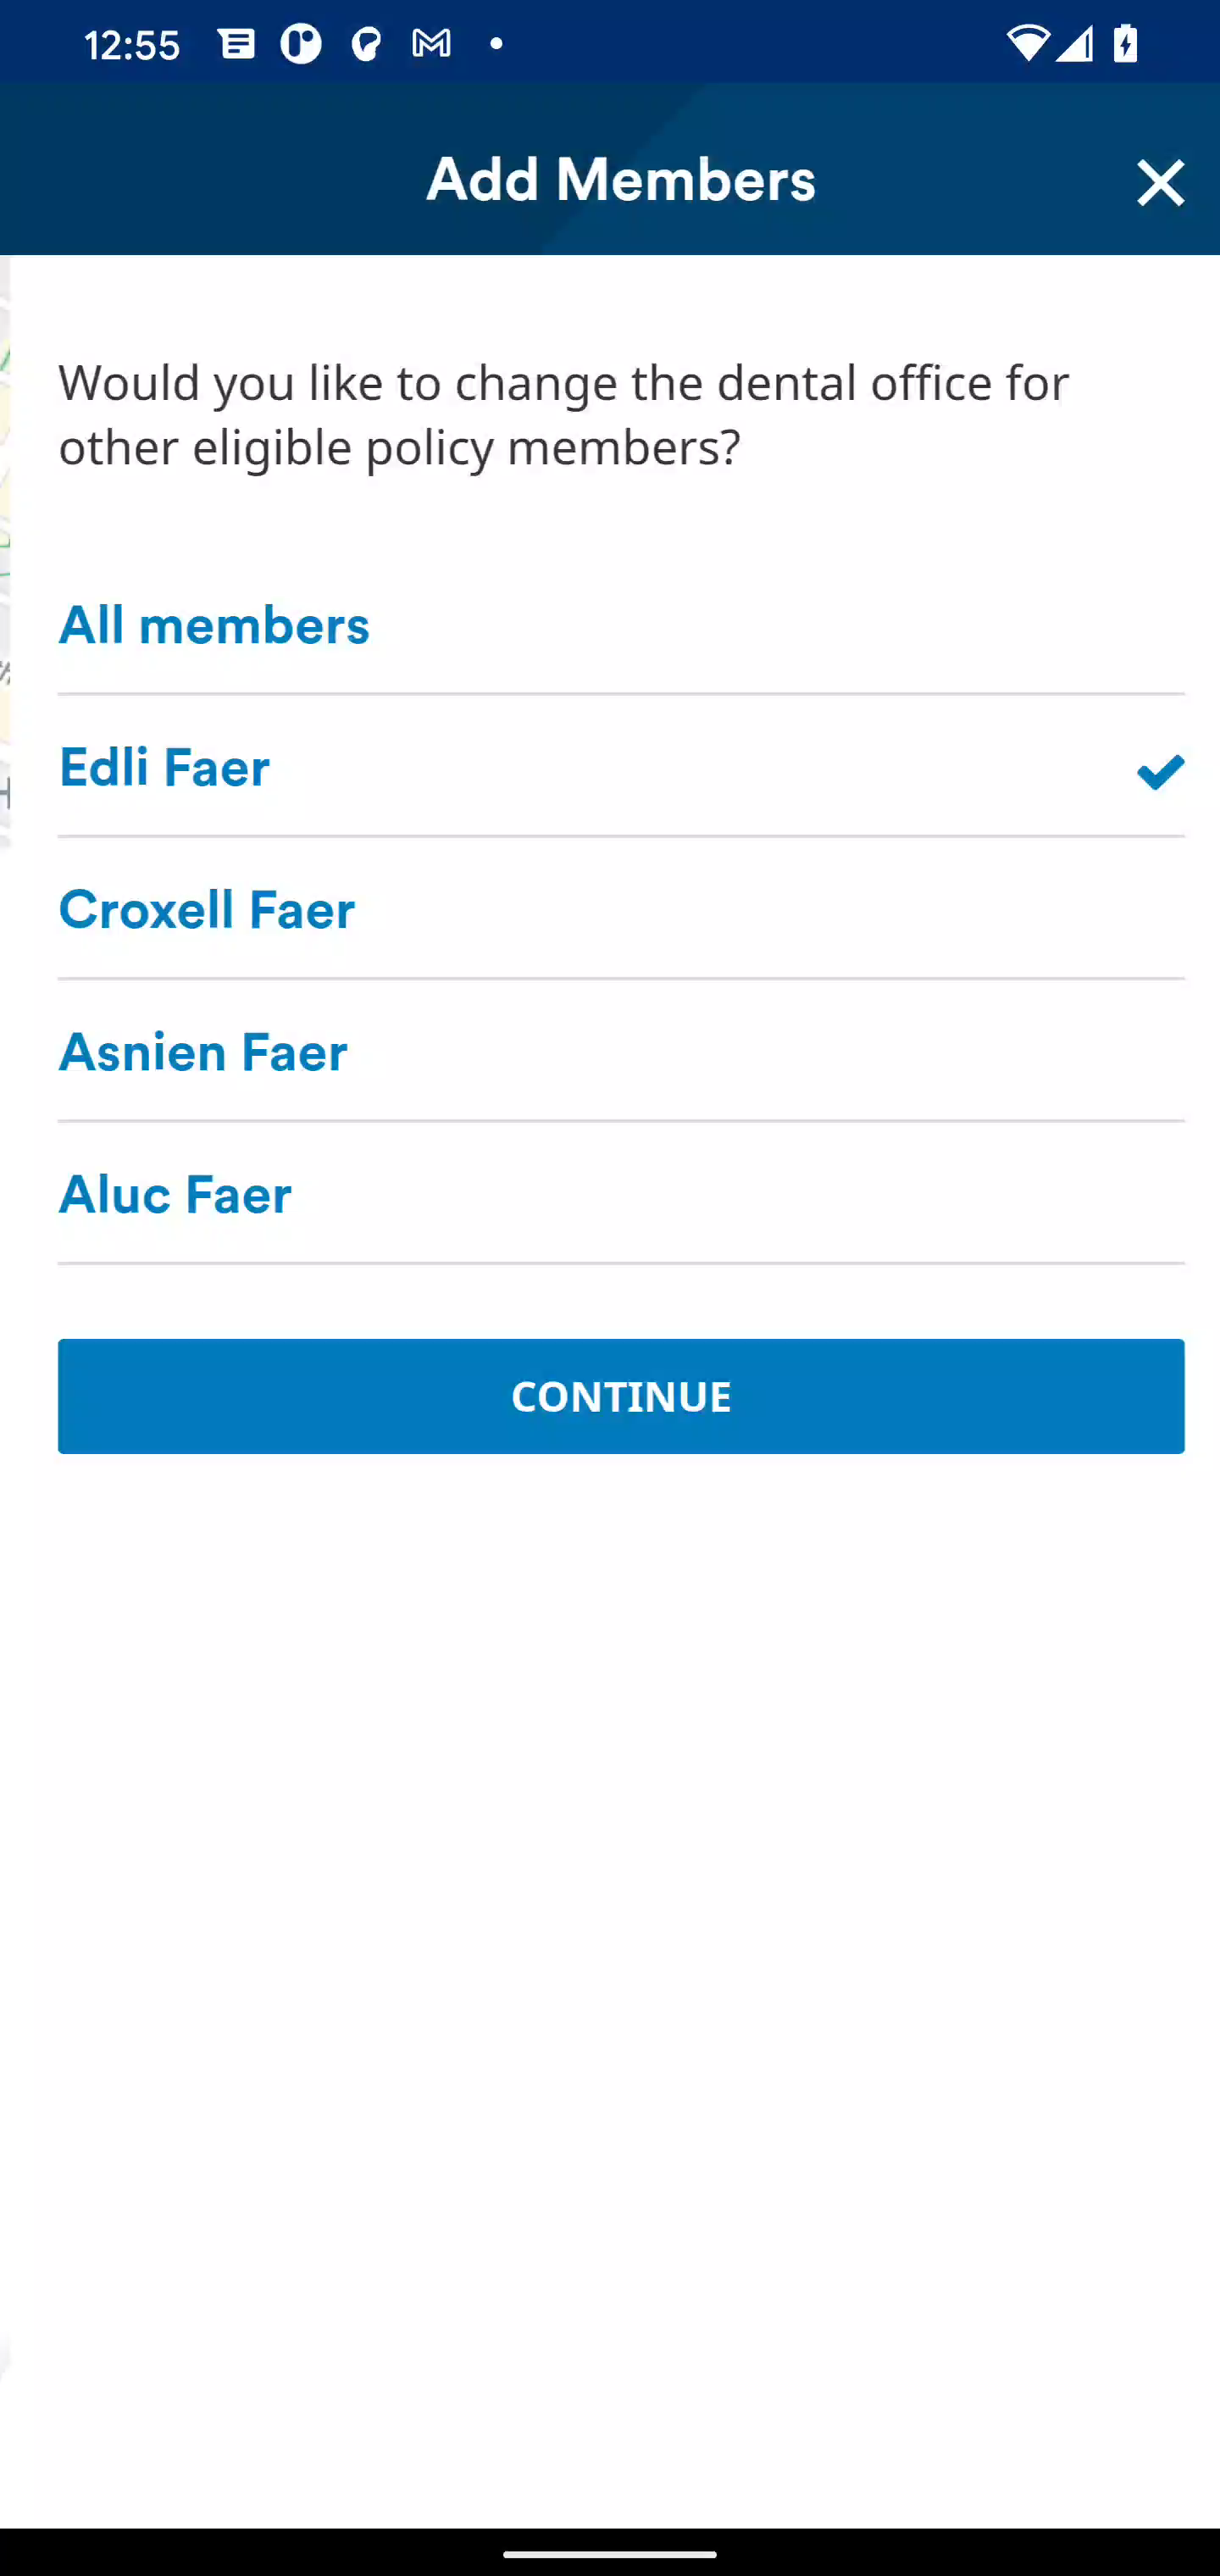 12:55
Add Members
Would you like to change the dental office for
other eligible policy members?
All members
Edli Faer
Croxell Faer
Asnien Faer
Aluc Faer
CONTINUE